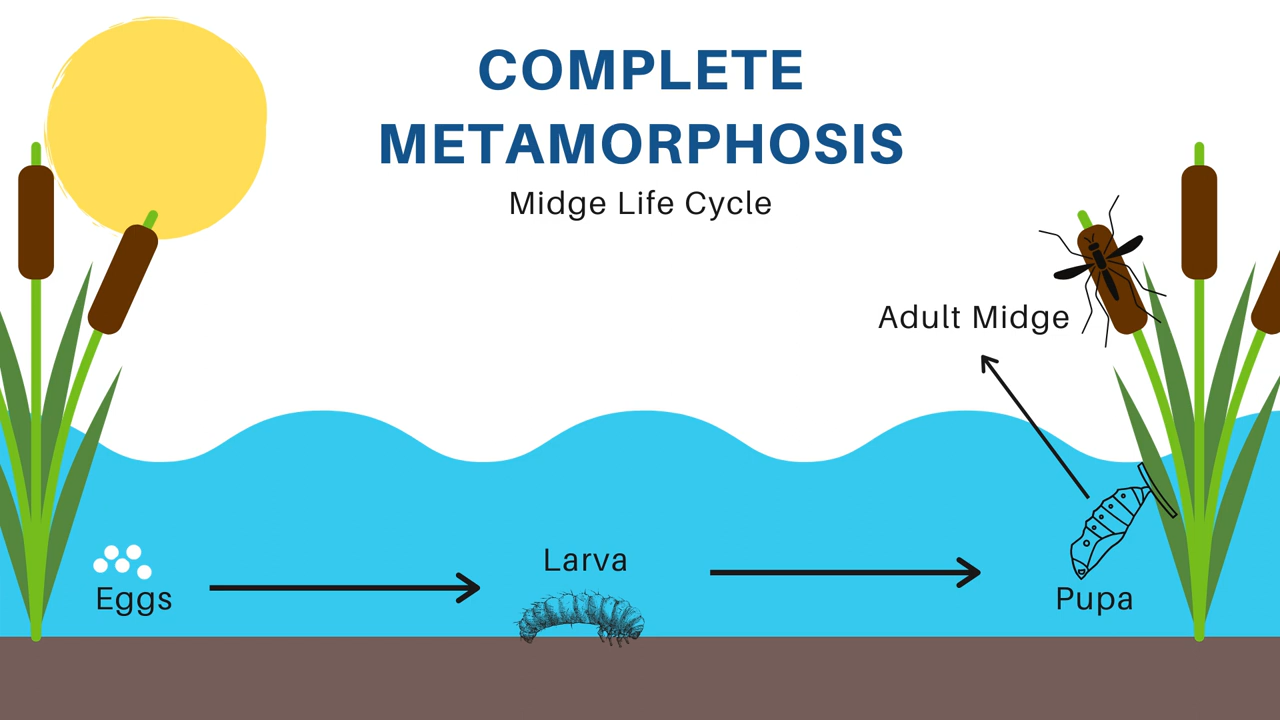 COMPLETE
METAMORPHOSIS
Midge Life Cycle
Adult Midge
Larva
Eggs
Pupa